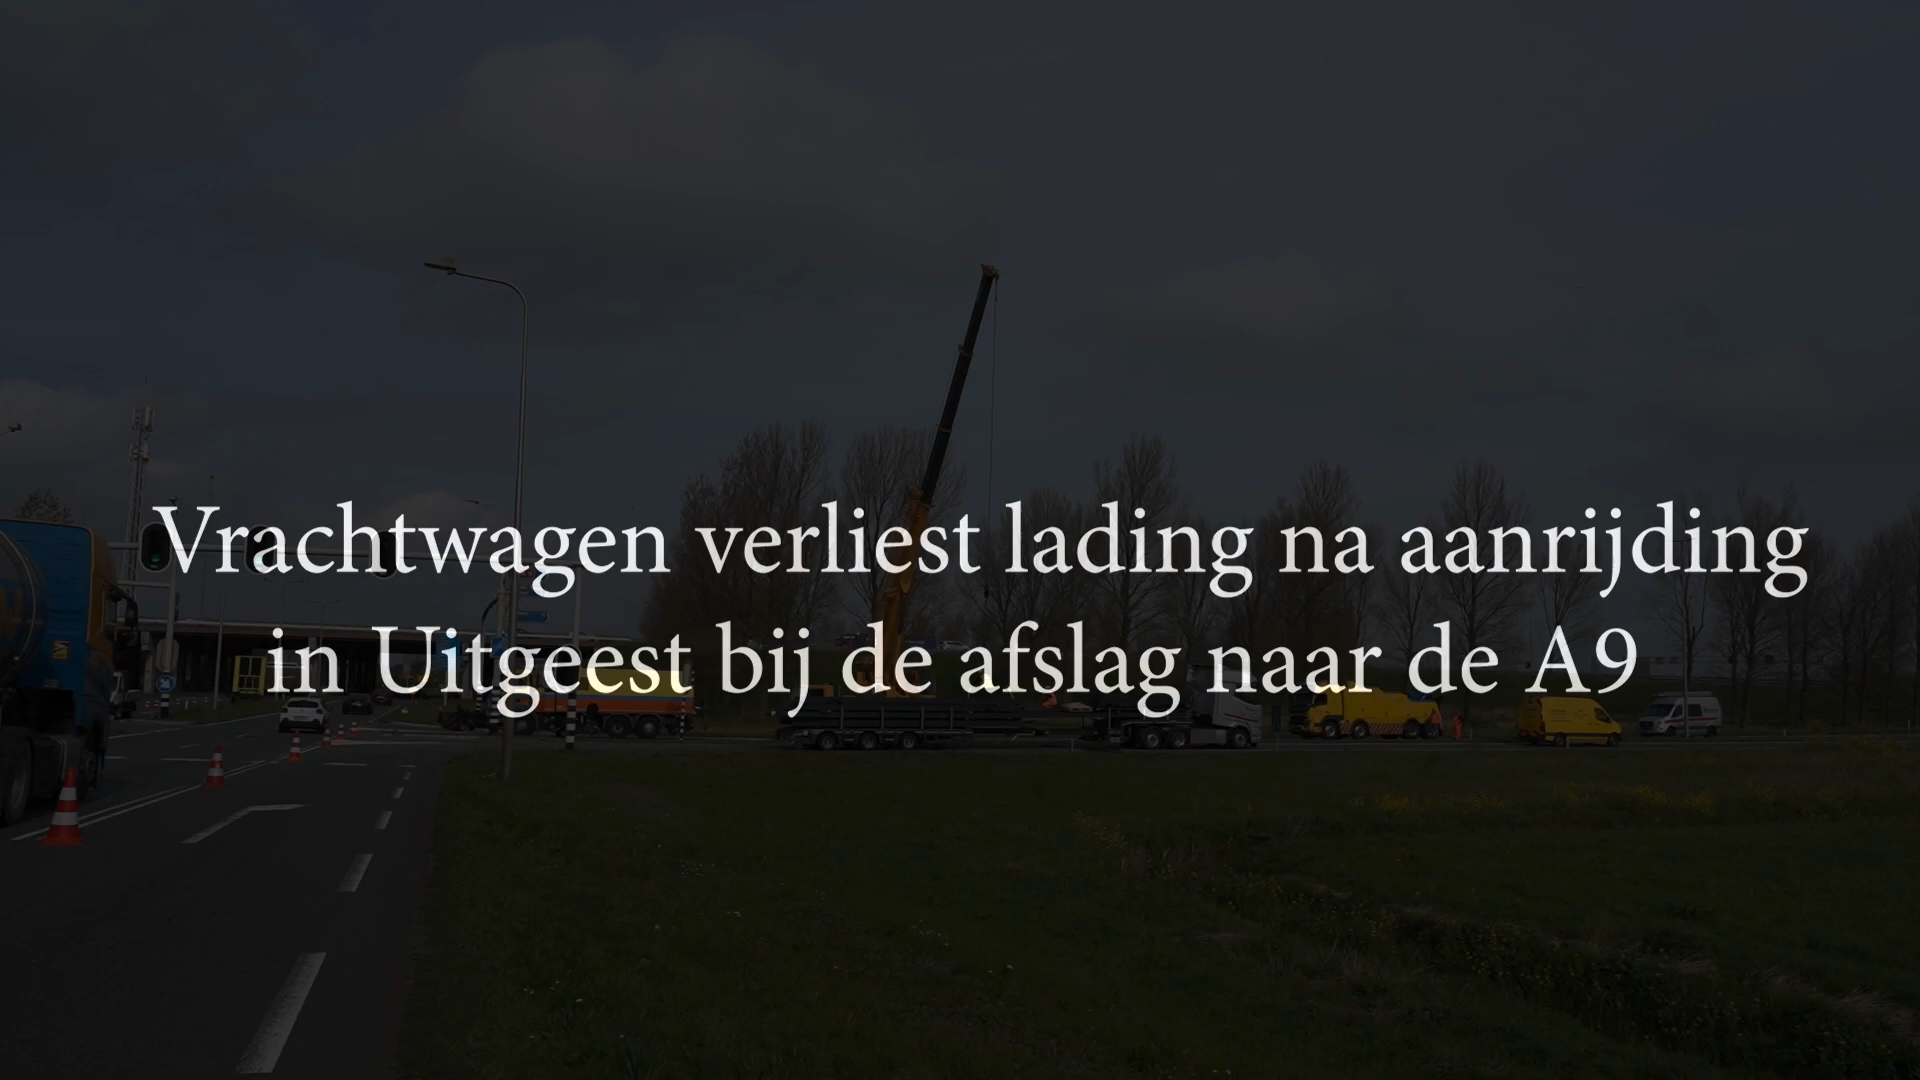 Vrachtwagen verliest lading na aanrijding
in Uitgeest bij de afslag naar de A9